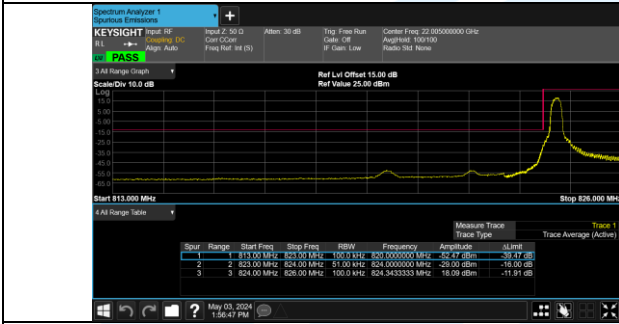 Spectrum Analyzer 1
Spurious Emissions
+
KEYSIGHT Input: RF Input Z: 50 Ω Atten: 30 dB Trig: Free Run Center Freq: 22.005000000 GHz
R L Coupling: DC Corr CCorr Gate: Off Avg|Hold: 100/100
Align: Auto Freq Ref: Int (S) IF Gain: Low Radio Std: None
PASS
3 All Range Graph
Ref Lvl Offset 15.00 dB
Scale/Div 10.0 dB Ref Value 25.00 dBm
Log
15.0
5.00
-5.00
-15.0
-25.0
-35.0
-45.0
-55.0
-65.0
Start 813.000 MHz Stop 826.000 MHz
4 All Range Table
Measure Trace Trace 1
Trace Type Trace Average (Active)
Spur Range Start Freq Stop Freq RBW Frequency Amplitude ΔLimit
1 1 813.00 MHz 823.00 MHz 100.0 kHz 820.0000000 MHz -52.47 dBm -39.47 dB
2 2 823.00 MHz 824.00 MHz 51.00 kHz 824.0000000 MHz -29.00 dBm -16.00 dB
3 3 824.00 MHz 826.00 MHz 100.0 kHz 824.3433333 MHz 18.09 dBm -11.91 dB
? May 03, 2024
1:56:47 PM